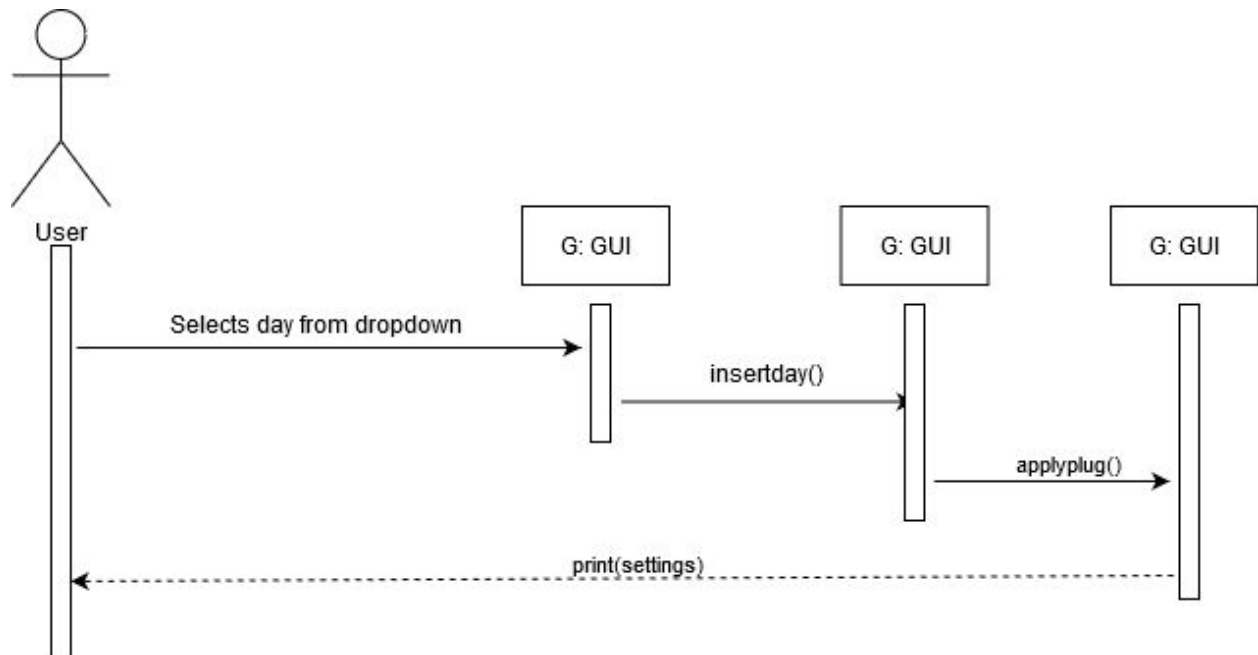 User
G: GUI
G: GUI
G: GUI
Selects day from dropdown
insertday()
applyplug()
print(settings)